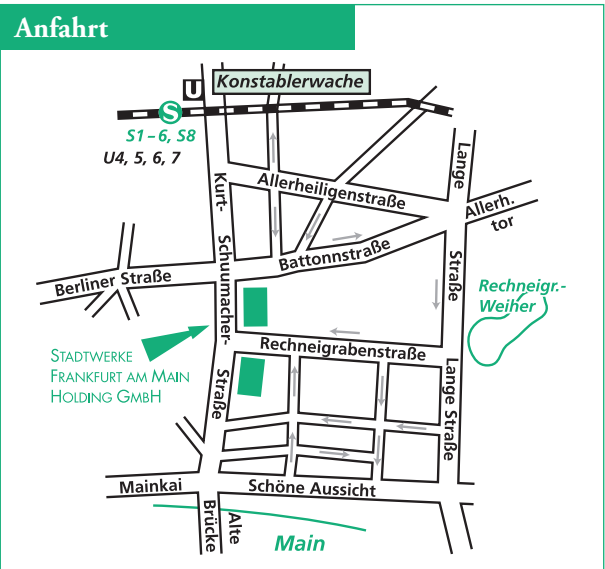 Anfahrt
U
Konstablerwache
S
S1–6, S8
U4, 5, 6, 7
Lange
Allerheiligenstraße
Kurt-
Allerh.
tor
Battonnstraße
Schuumacher-
Straße
Berliner Straße
Rechneigr.-
Weiher
Rechneigrabenstraße
STADTWERKE
FRANKFURT AM MAIN
HOLDING GMBH
Straße
Lange Straße
Mainkai
Schöne Aussicht
Alte
Brücke
Main